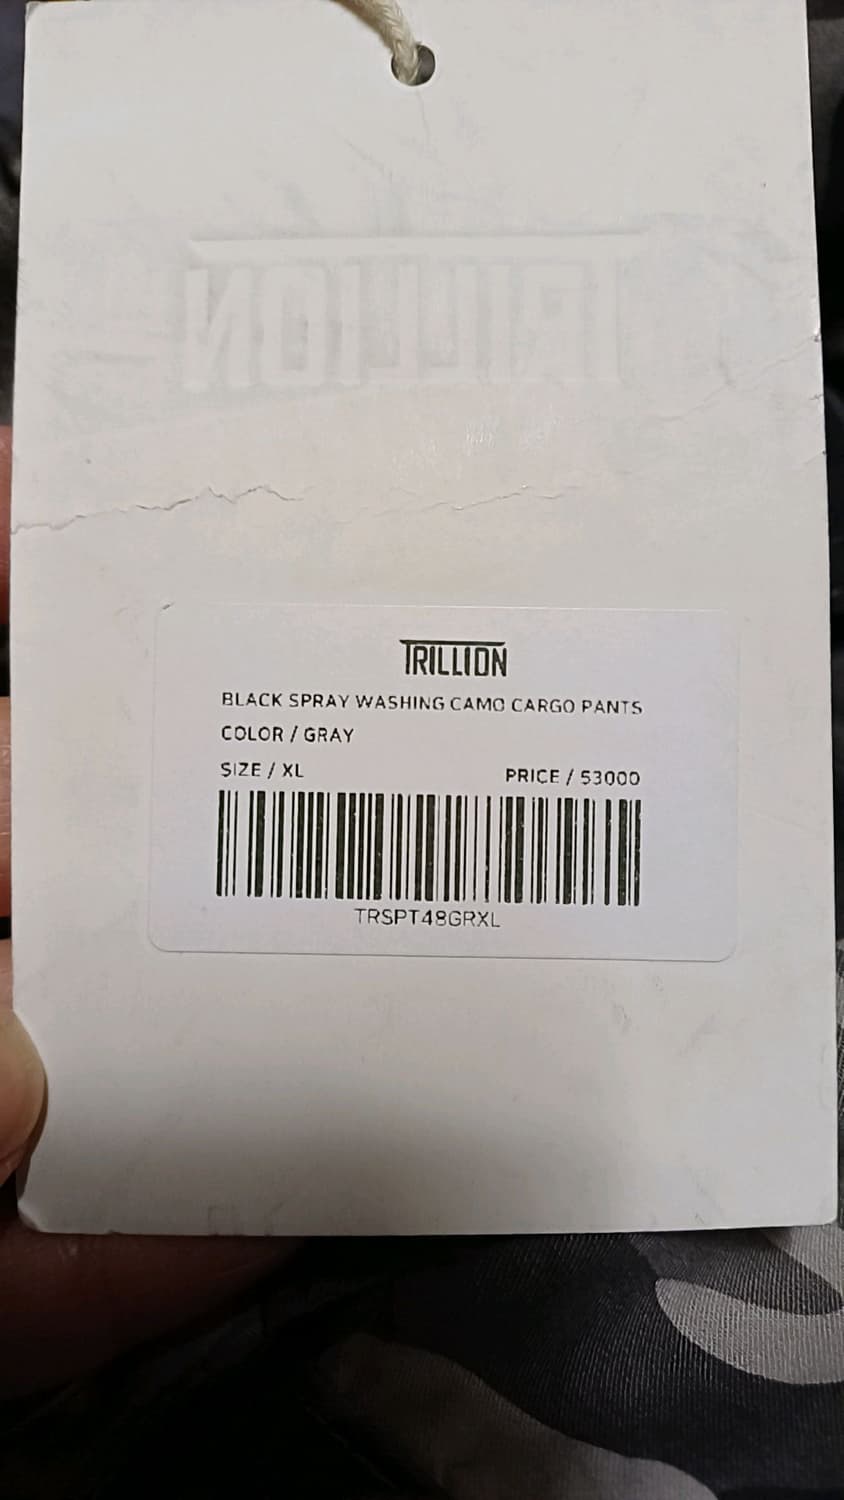 TRILLION
TRILLION
BLACK SPRAY WASHING CAMO CARGO PANTS
COLOR / GRAY
SIZE / XL PRICE / 53000
TRSPT48GRXL